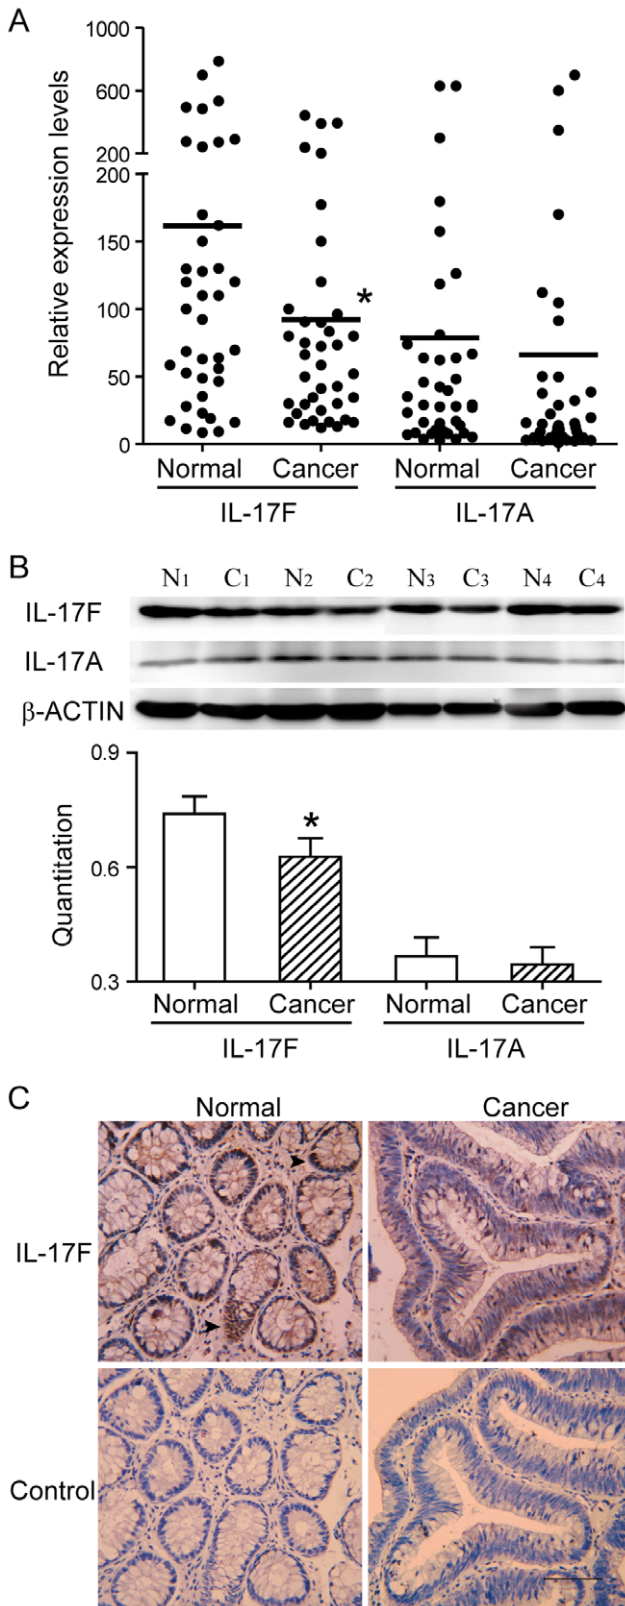 A
Relative expression levels
1000
600
200
200
150
100
50
0
*
Normal Cancer Normal Cancer
IL-17F IL-17A
B
N1 C1 N2 C2 N3 C3 N4 C4
IL-17F
IL-17A
β-ACTIN
Quantitation
0.9
0.6
0.3
*
Normal Cancer Normal Cancer
IL-17F IL-17A
C
Normal Cancer
IL-17F
Control